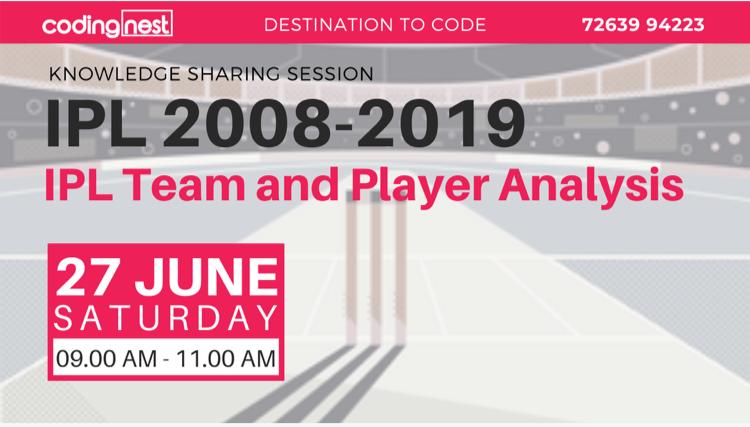 codingnest DESTINATION TO CODE 72639 94223
KNOWLEDGE SHARING SESSION
IPL 2008-2019
IPL Team and Player Analysis
27 JUNE
SATURDAY
09.00 AM - 11.00 AM